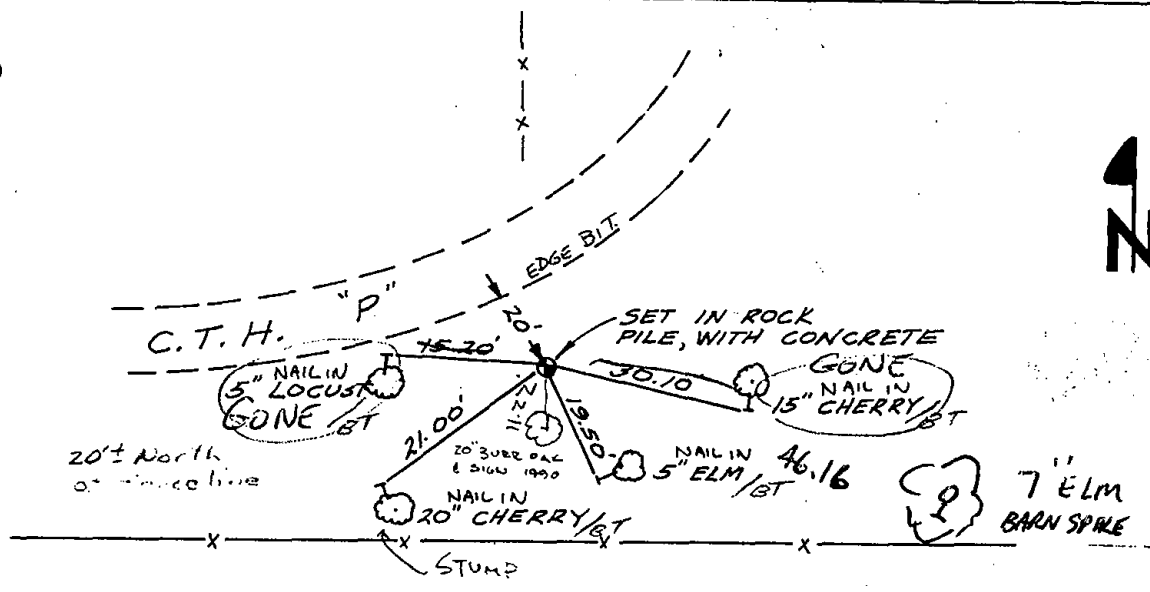 EDGE BIT.
N
C.T.H. "P"
20'
SET IN ROCK
PILE, WITH CONCRETE
15.20'
NAIL IN
5" LOCUST
GONE /BT
30.10
GONE
NAIL IN
15" CHERRY/BT
21.00'
11.22
19.50
20" BURR OAK
& SIGN 1990
NAIL IN
5" ELM /BT
46.16
7" ELM
BARN SPIKE
20'± North
NAIL IN
20" CHERRY/BT
STUMP